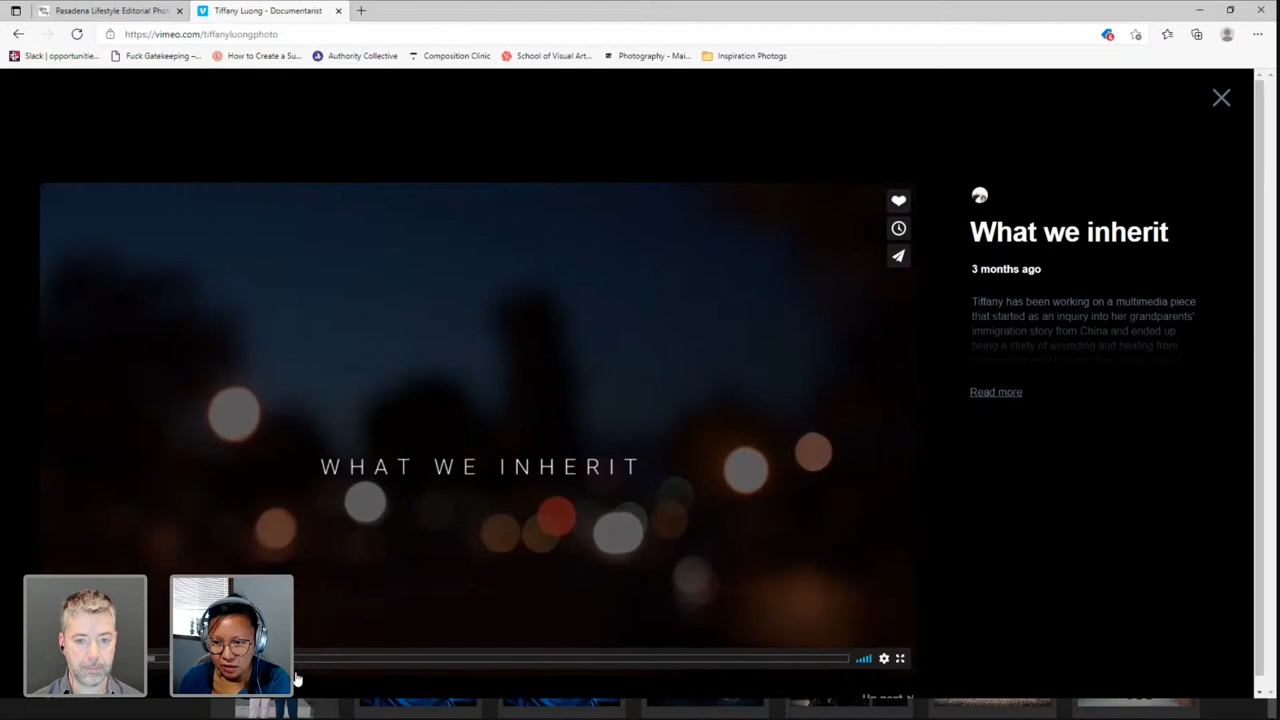 Pasadena Lifestyle Editorial Phot
Tiffany Luong - Documentarist
https://vimeo.com/tiffanyluongphoto
Slack | opportunitie...
Fuck Gatekeeping –...
How to Create a Su...
Authority Collective
Composition Clinic
School of Visual Art...
Photography - Mai...
Inspiration Photogs
What we inherit
3 months ago
Tiffany has been working on a multimedia piece
that started as an inquiry into her grandparents'
immigration story from China and ended up
being a study of wounding and healing from
Read more
WHAT WE INHERIT
Up next